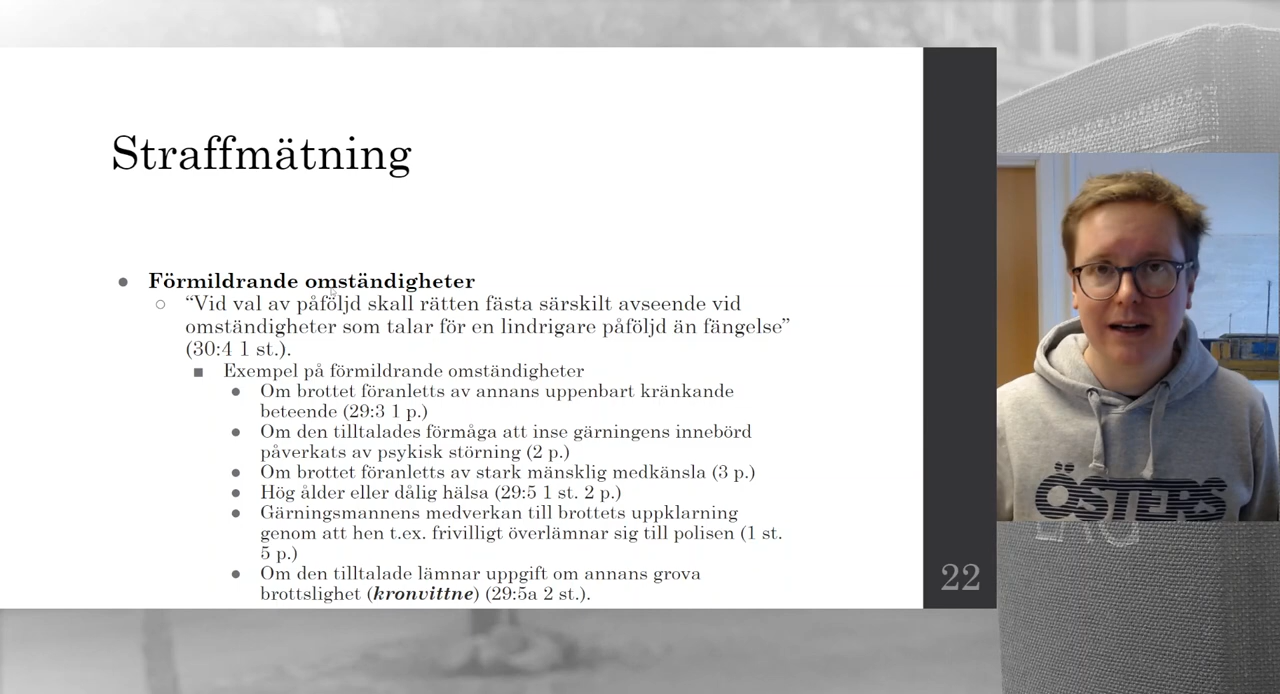 Straffmätning
Förmildrande omständigheter
“Vid val av påföljd skall rätten fästa särskilt avseende vid
omständigheter som talar för en lindrigare påföljd än fängelse”
(30:4 1 st.).
Exempel på förmildrande omständigheter
Om brottet föranletts av annans uppenbart kränkande
beteende (29:3 1 p.)
Om den tilltalades förmåga att inse gärningens innebörd
påverkats av psykisk störning (2 p.)
Om brottet föranletts av stark mänsklig medkänsla (3 p.)
Hög ålder eller dålig hälsa (29:5 1 st. 2 p.)
Gärningsmannens medverkan till brottets uppklarning
genom att hen t.ex. frivilligt överlämnar sig till polisen (1 st.
5 p.)
Om den tilltalade lämnar uppgift om annans grova
brottslighet (kronvittne) (29:5a 2 st.).
22
ÖSTERS